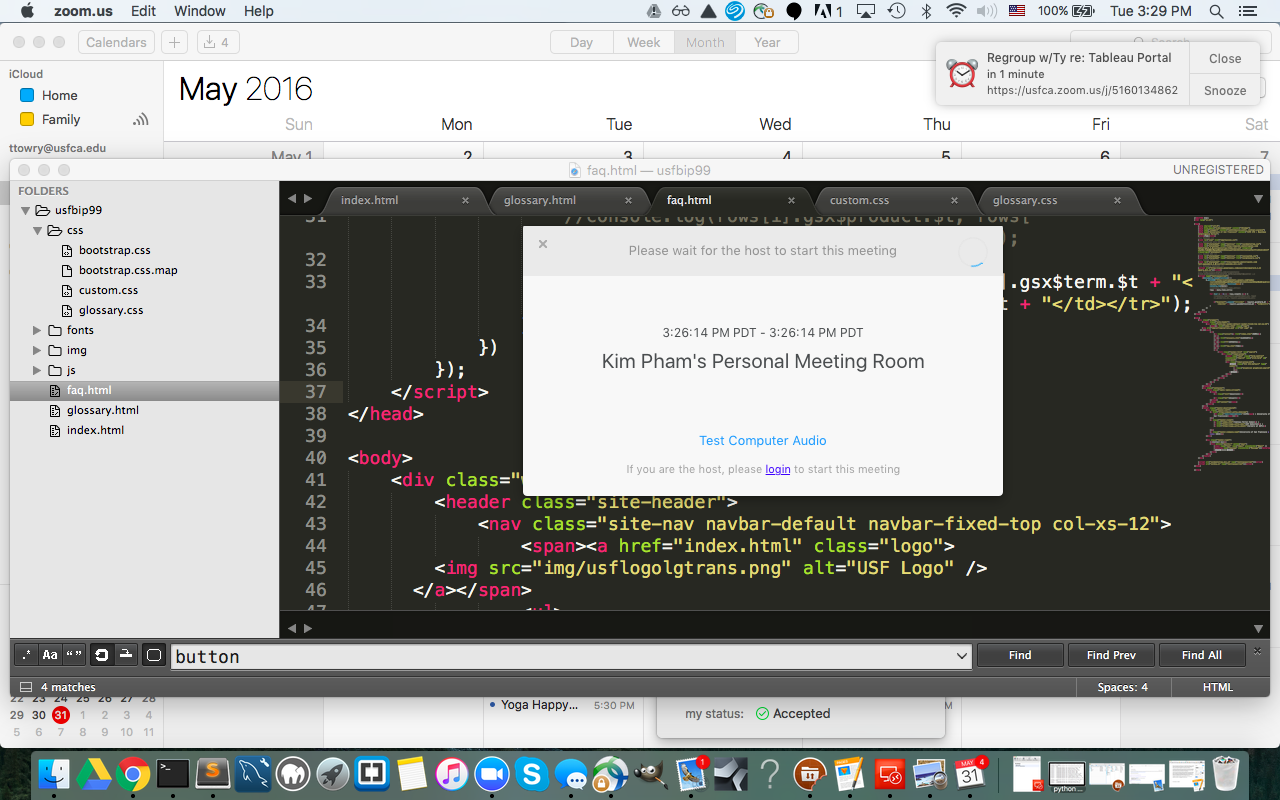 zoom.us Edit Window Help 1 100% Tue 3:29 PM
Calendars + 4 Day Week Month Year Search
Regroup w/Ty re: Tableau Portal
in 1 minute
https://usfca.zoom.us/j/5160134862
Close
Snooze
iCloud
Home
Family
ttowry@usfca.edu
May 2016
Sun Mon Tue Wed Thu Fri Sat
May 1 2 3 4 5 6 7
faq.html — usfbip99
UNREGISTERED
FOLDERS
usfbip99
css
bootstrap.css
bootstrap.css.map
custom.css
glossary.css
fonts
img
js
faq.html
glossary.html
index.html
index.html × glossary.html × faq.html × custom.css × glossary.css ×
31 //console.log(rows[i].gsx$product.$t, rows[
);
32
33 .gsx$term.$t + "<
+ "</td></tr>");
34
35 })
36 });
37 </script>
38 </head>
39
40 <body>
41 <div class="
42 <header class="site-header">
43 <nav class="site-nav navbar-default navbar-fixed-top col-xs-12">
44 <span><a href="index.html" class="logo">
45 <img src="img/usflogolgtrans.png" alt="USF Logo" />
46 </a></span>
47 <ul>
Please wait for the host to start this meeting
3:26:14 PM PDT - 3:26:14 PM PDT
Kim Pham's Personal Meeting Room
Test Computer Audio
If you are the host, please login to start this meeting
.* Aa “ ” button Find Find Prev Find All
4 matches Spaces: 4 HTML
22 23 24 25 26 27 28
29 30 31 1 2 3 4
5 6 7 8 9 10 11
Yoga Happy... 5:30 PM
my status: Accepted
M
1
MAY
31
4
python